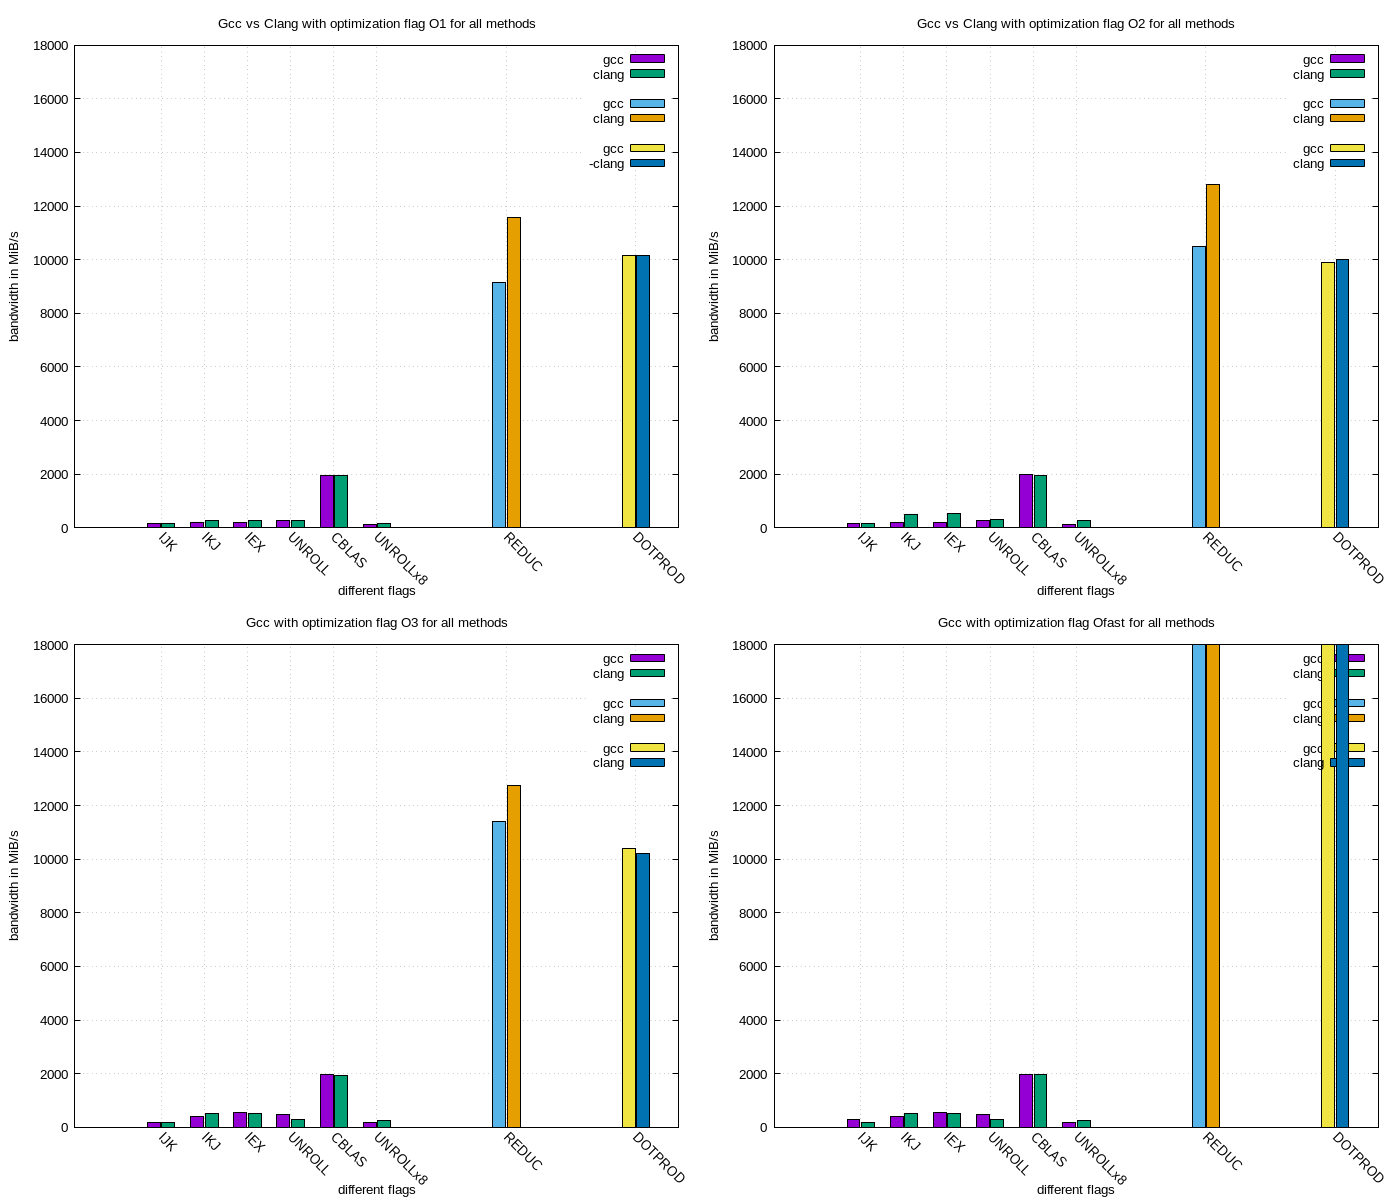 Gcc vs Clang with optimization flag O1 for all methods
18000
16000
14000
12000
10000
8000
6000
4000
2000
0
bandwidth in MiB/s
gcc
clang
gcc
clang
gcc
-clang
IJK
IKJ
IEX
UNROLL
CBLAS
UNROLLx8
REDUC
DOTPROD
different flags
Gcc vs Clang with optimization flag O2 for all methods
18000
16000
14000
12000
10000
8000
6000
4000
2000
0
bandwidth in MiB/s
gcc
clang
gcc
clang
gcc
clang
IJK
IKJ
IEX
UNROLL
CBLAS
UNROLLx8
REDUC
DOTPROD
different flags
Gcc with optimization flag O3 for all methods
18000
16000
14000
12000
10000
8000
6000
4000
2000
0
bandwidth in MiB/s
gcc
clang
gcc
clang
gcc
clang
IJK
IKJ
IEX
UNROLL
CBLAS
UNROLLx8
REDUC
DOTPROD
different flags
Gcc with optimization flag Ofast for all methods
18000
16000
14000
12000
10000
8000
6000
4000
2000
0
bandwidth in MiB/s
gcc
clang
gcc
clang
gcc
clang
IJK
IKJ
IEX
UNROLL
CBLAS
UNROLLx8
REDUC
DOTPROD
different flags